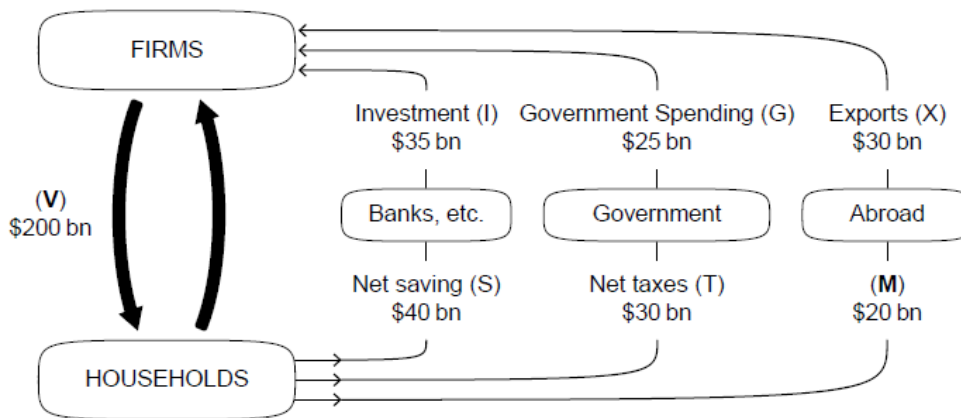 FIRMS
Investment (I)
$35 bn
Government Spending (G)
$25 bn
Exports (X)
$30 bn
(V)
$200 bn
Banks, etc.
Government
Abroad
Net saving (S)
$40 bn
Net taxes (T)
$30 bn
(M)
$20 bn
HOUSEHOLDS